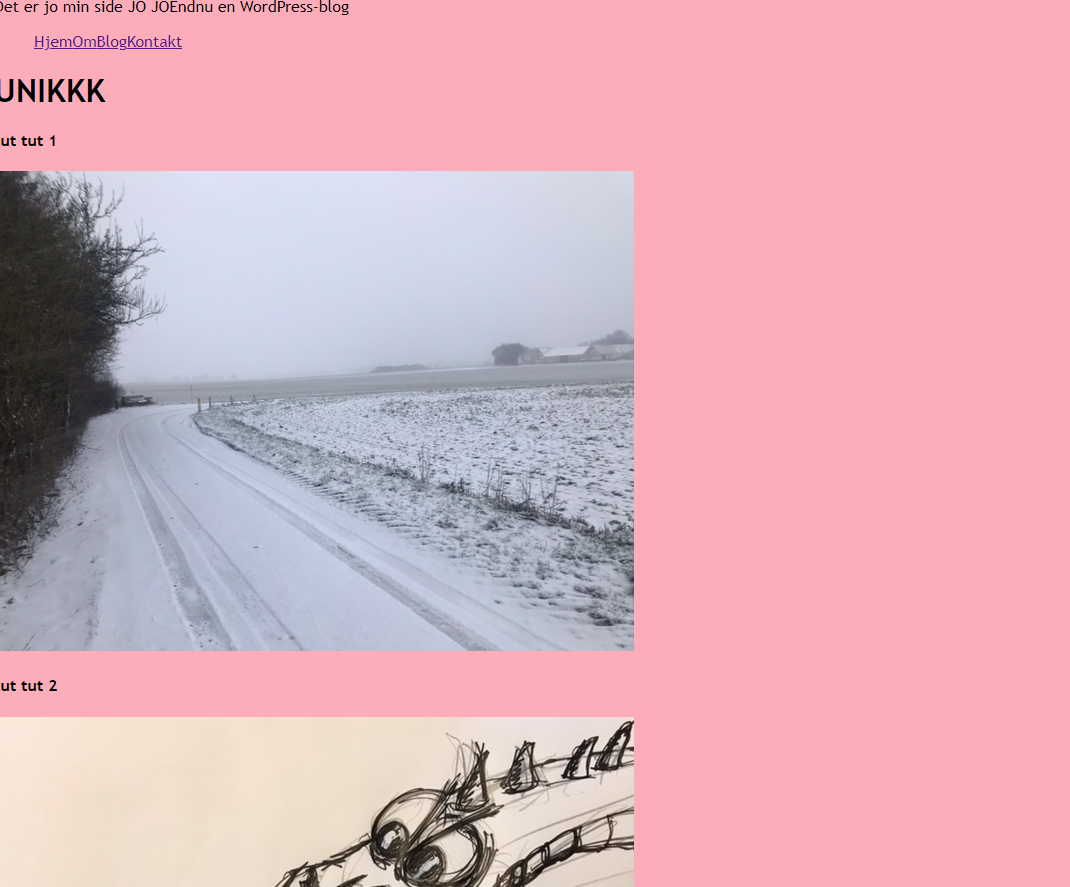 Det er jo min side JO JOEndnu en WordPress-blog
HjemOmBlogKontakt
UNIKKK
ut tut 1
ut tut 2